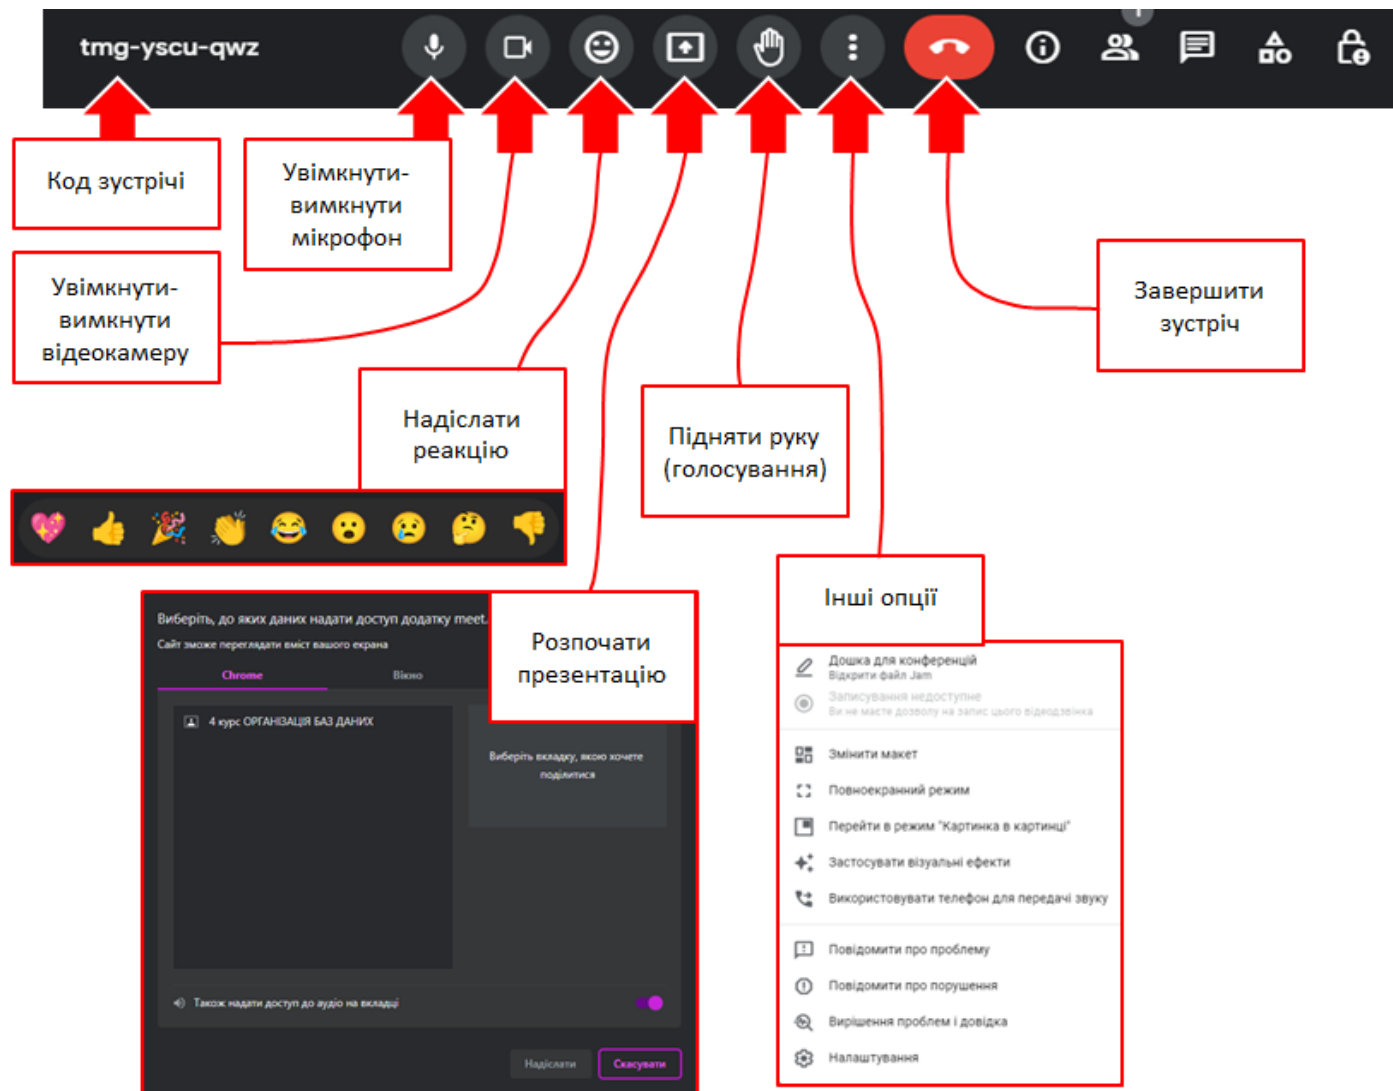 tmg-yscu-qwz
Код зустрічі
Увімкнути-
вимкнути
мікрофон
Увімкнути-
вимкнути
відеокамеру
Завершити
зустріч
Надіслати
реакцію
Підняти руку
(голосування)
Інші опції
Розпочати
презентацію
Виберіть, до яких даних надати доступ додатку meet.
Сайт зможе переглядати вміст вашого екрана
Chrome
Вікно
4 курс ОРГАНІЗАЦІЯ БАЗ ДАНИХ
Виберіть вкладку, якою хочете
поділитися
Також надати доступ до аудіо на вкладці
Надіслати
Скасувати
Дошка для конференцій
Відкрити файл Jam
Записування недоступне
Ви не маєте дозволу на запис цього відеодзвінка
Змінити макет
Повноекранний режим
Перейти в режим "Картинка в картинці"
Застосувати візуальні ефекти
Використовувати телефон для передачі звуку
Повідомити про проблему
Повідомити про порушення
Вирішення проблем і довідка
Налаштування